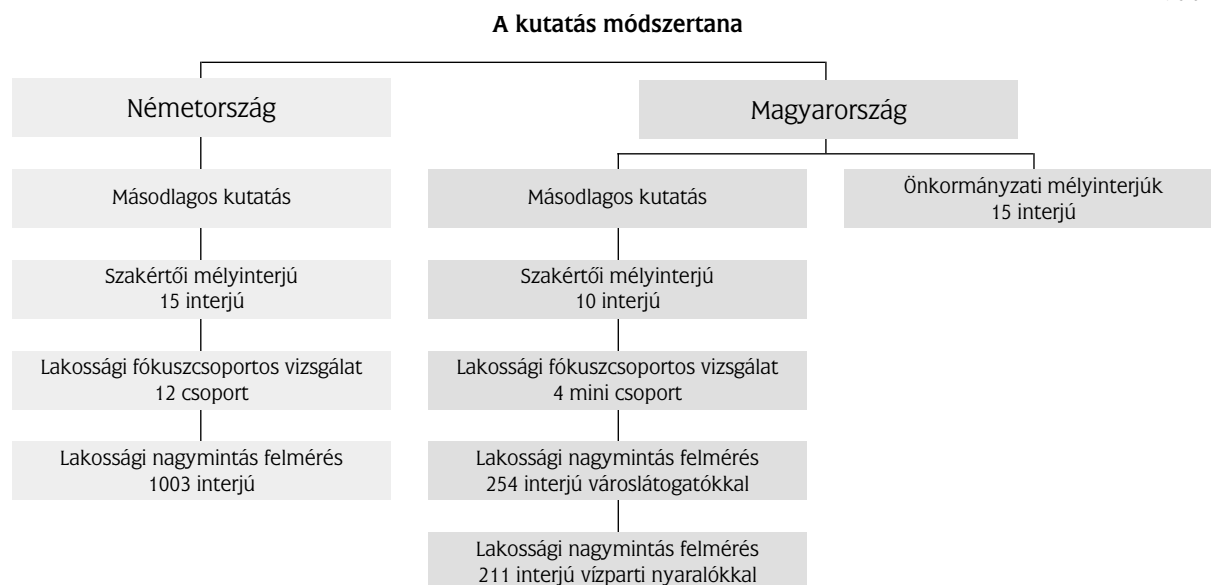 A kutatás módszertana
Németország
Magyarország
Másodlagos kutatás
Másodlagos kutatás
Önkormányzati mélyinterjúk
15 interjú
Szakértői mélyinterjú
15 interjú
Szakértői mélyinterjú
10 interjú
Lakossági fókuszcsoportos vizsgálat
12 csoport
Lakossági fókuszcsoportos vizsgálat
4 mini csoport
Lakossági nagymintás felmérés
1003 interjú
Lakossági nagymintás felmérés
254 interjú városlátogatókkal
Lakossági nagymintás felmérés
211 interjú vízparti nyaralókkal